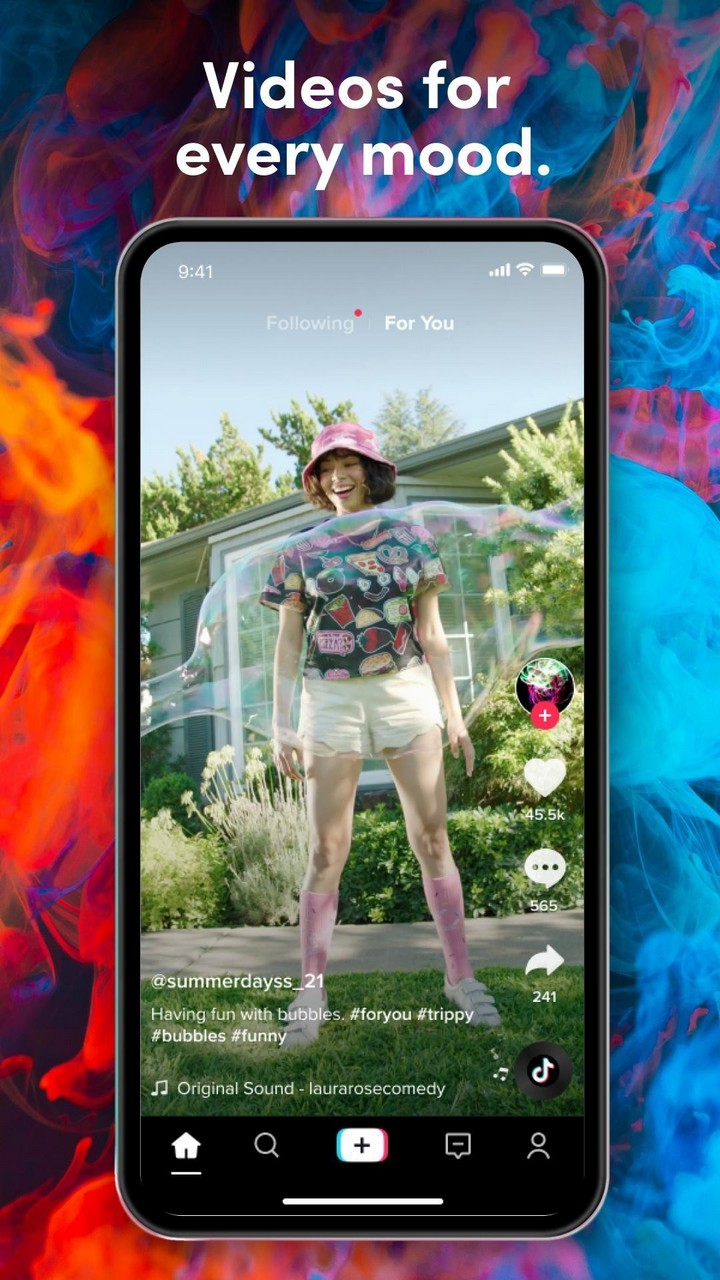 Videos for
every mood.
9:41
Following
For You
45.5k
565
241
@summerdayss_21
Having fun with bubbles. #foryou #trippy
#bubbles #funny
Original Sound - laurarosecomedy